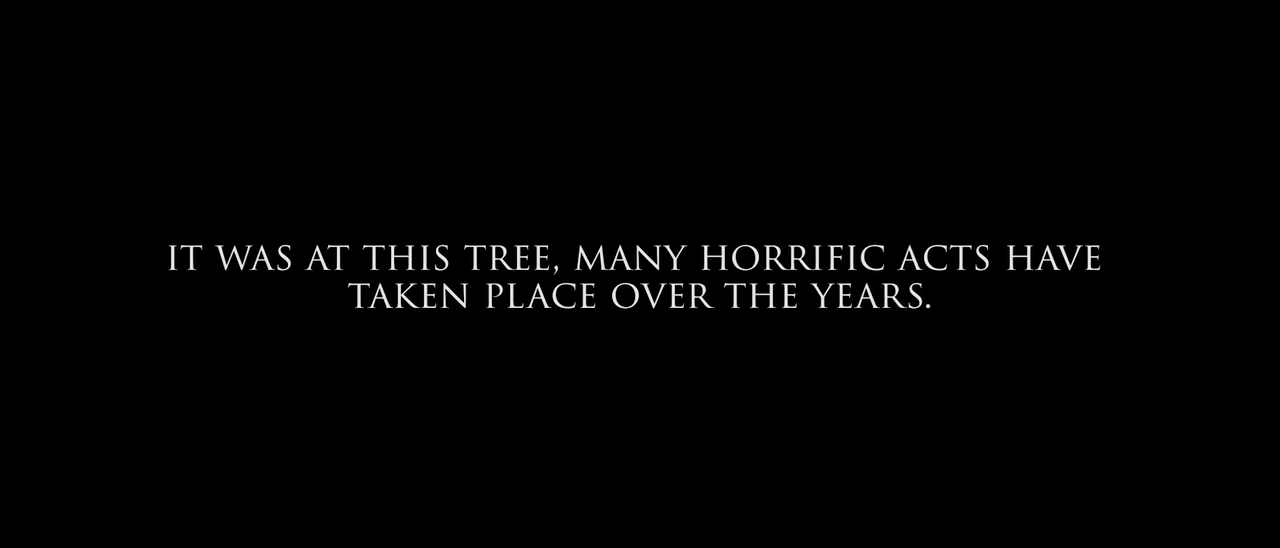 IT WAS AT THIS TREE, MANY HORRIFIC ACTS HAVE
TAKEN PLACE OVER THE YEARS.